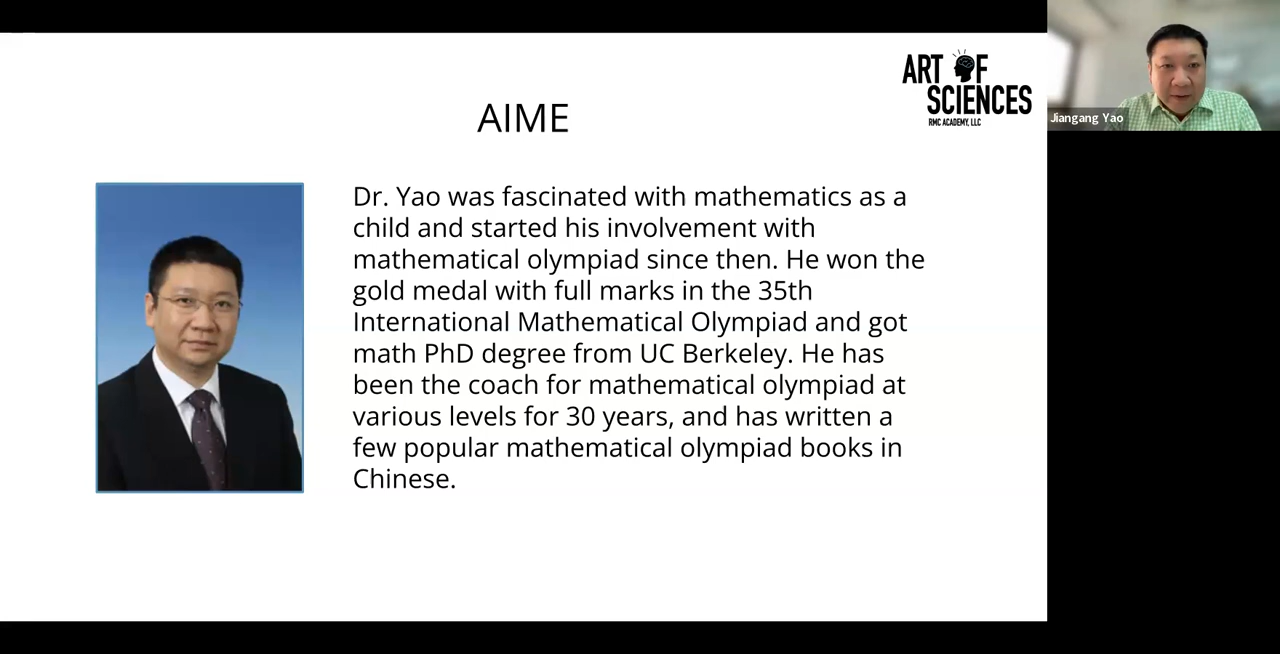 ART OF
SCIENCES
RMC ACADEMY, LLC
Jiangang Yao
AIME
Dr. Yao was fascinated with mathematics as a
child and started his involvement with
mathematical olympiad since then. He won the
gold medal with full marks in the 35th
International Mathematical Olympiad and got
math PhD degree from UC Berkeley. He has
been the coach for mathematical olympiad at
various levels for 30 years, and has written a
few popular mathematical olympiad books in
Chinese.